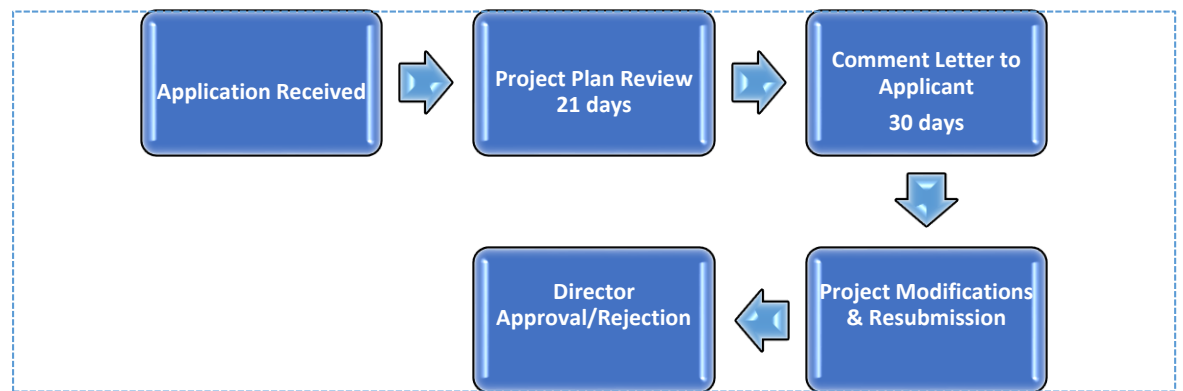 Application Received
Project Plan Review
21 days
Comment Letter to
Applicant
30 days
Project Modifications
& Resubmission
Director
Approval/Rejection